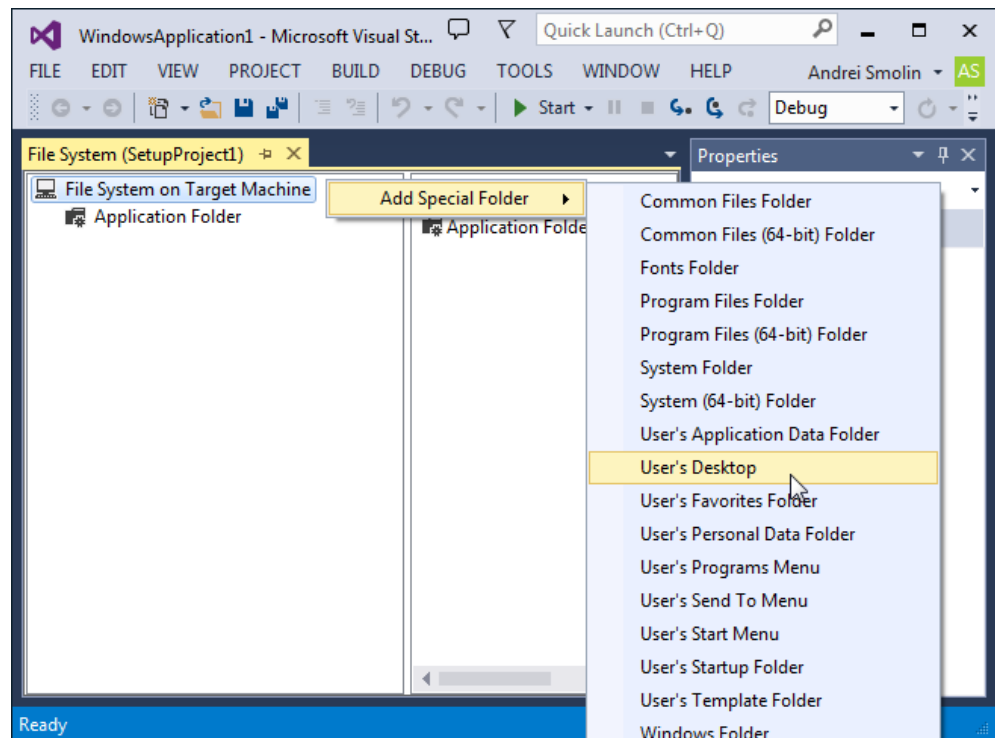 WindowsApplication1 - Microsoft Visual St...
Quick Launch (Ctrl+Q)
FILE EDIT VIEW PROJECT BUILD DEBUG TOOLS WINDOW HELP Andrei Smolin AS
Start Debug
File System (SetupProject1)
Properties
File System on Target Machine
Application Folder
Add Special Folder
Application Folde
Common Files Folder
Common Files (64-bit) Folder
Fonts Folder
Program Files Folder
Program Files (64-bit) Folder
System Folder
System (64-bit) Folder
User's Application Data Folder
User's Desktop
User's Favorites Folder
User's Personal Data Folder
User's Programs Menu
User's Send To Menu
User's Start Menu
User's Startup Folder
User's Template Folder
Windows Folder
Ready